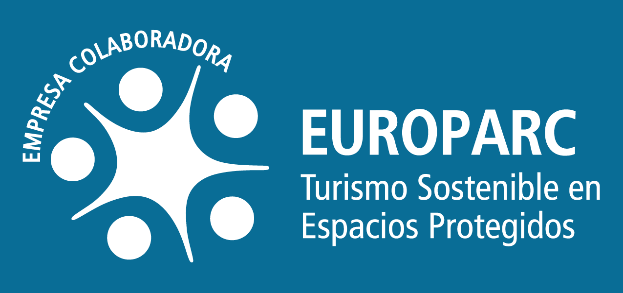 EMPRESA COLABORADORA
EUROPARC
Turismo Sostenible en
Espacios Protegidos